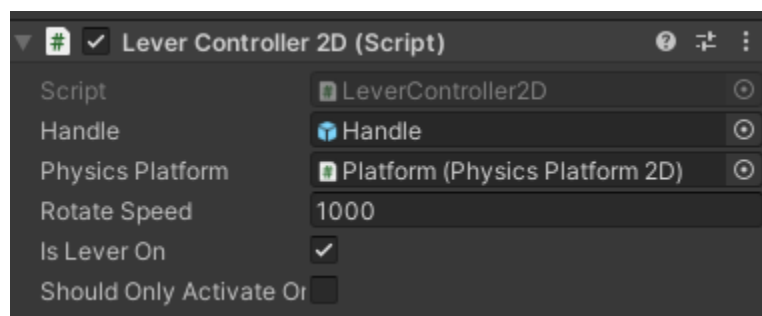 Lever Controller 2D (Script)
Script LeverController2D
Handle Handle
Physics Platform Platform (Physics Platform 2D)
Rotate Speed 1000
Is Lever On
Should Only Activate Or